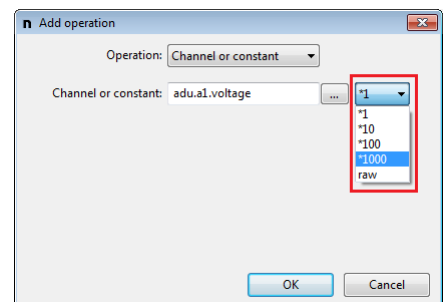 n Add operation
Operation: Channel or constant
Channel or constant: adu.a1.voltage ... *1
*1
*10
*100
*1000
raw
OK Cancel